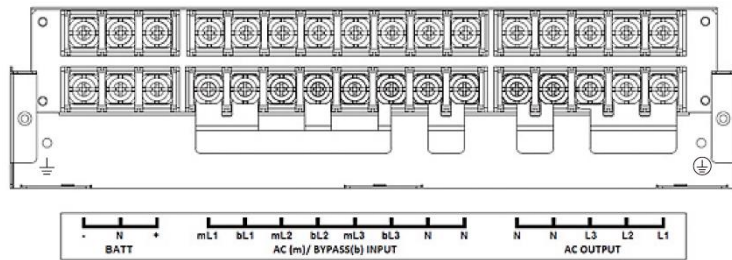 - N + mL1 bL1 mL2 bL2 mL3 bL3 N N N N L3 L2 L1
BATT AC (m)/ BYPASS(b) INPUT AC OUTPUT